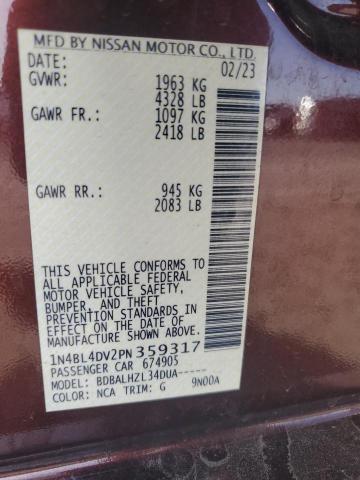 MFD BY NISSAN MOTOR CO., LTD.
DATE: 02/23
GVWR: 1963 KG
4328 LB
GAWR FR.: 1097 KG
2418 LB
GAWR RR.: 945 KG
2083 LB
THIS VEHICLE CONFORMS TO
ALL APPLICABLE FEDERAL
MOTOR VEHICLE SAFETY,
BUMPER, AND THEFT
PREVENTION STANDARDS IN
EFFECT ON THE DATE OF
MANUFACTURE SHOWN ABOVE.
1N4BL4DV2PN359317
PASSENGER CAR 674905
MODEL: BDBALHZL34DUA-----
COLOR: NCA TRIM: G 9N00A